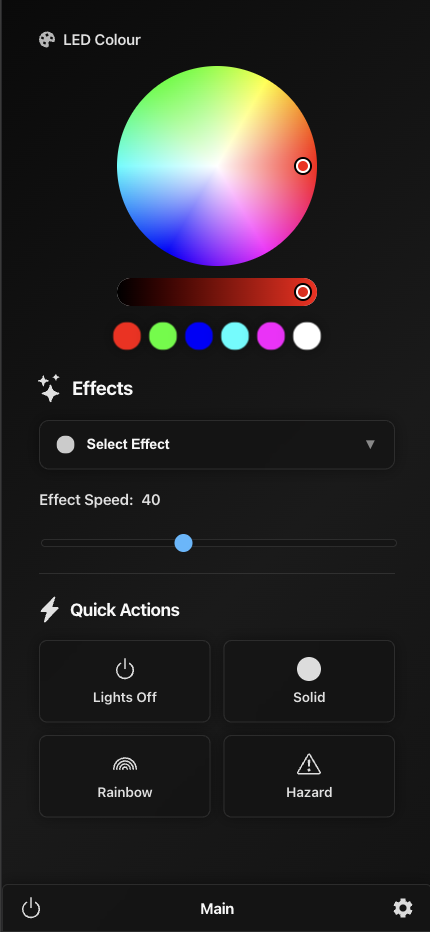 LED Colour
Effects
Select Effect
Effect Speed: 40
Quick Actions
Lights Off
Solid
Rainbow
Hazard
Main